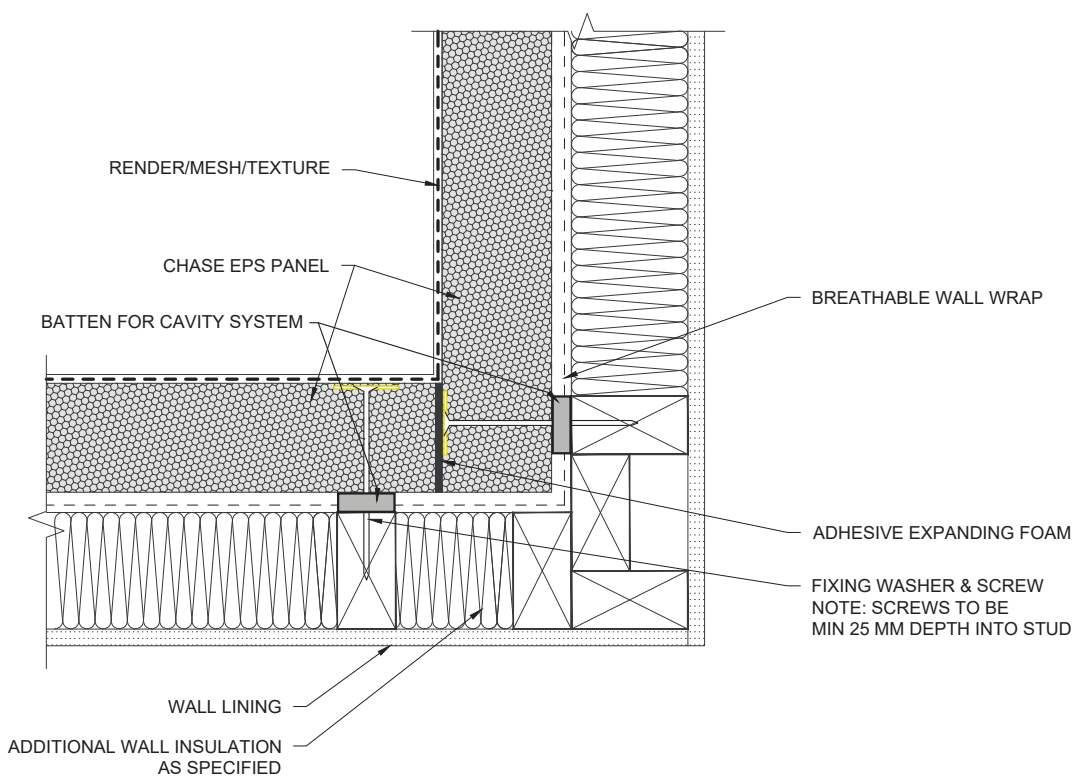 RENDER/MESH/TEXTURE
CHASE EPS PANEL
BATTEN FOR CAVITY SYSTEM
BREATHABLE WALL WRAP
ADHESIVE EXPANDING FOAM
FIXING WASHER & SCREW
NOTE: SCREWS TO BE
MIN 25 MM DEPTH INTO STUD
WALL LINING
ADDITIONAL WALL INSULATION
AS SPECIFIED